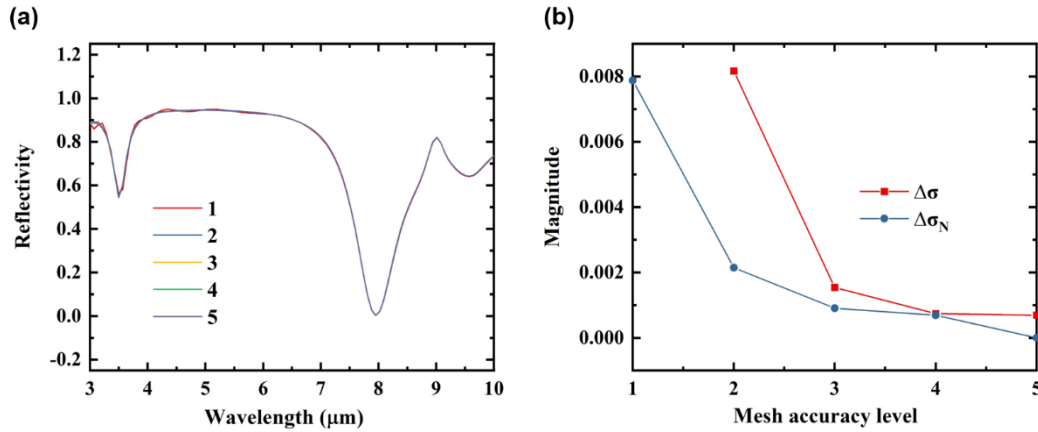 (a)
1.2
1.0
0.8
0.6
0.4
0.2
0.0
-0.2
Reflectivity
1
2
3
4
5
3 4 5 6 7 8 9 10
Wavelength (μm)
(b)
0.008
0.006
0.004
0.002
0.000
Magnitude
Δσ
Δσ_N
1 2 3 4 5
Mesh accuracy level